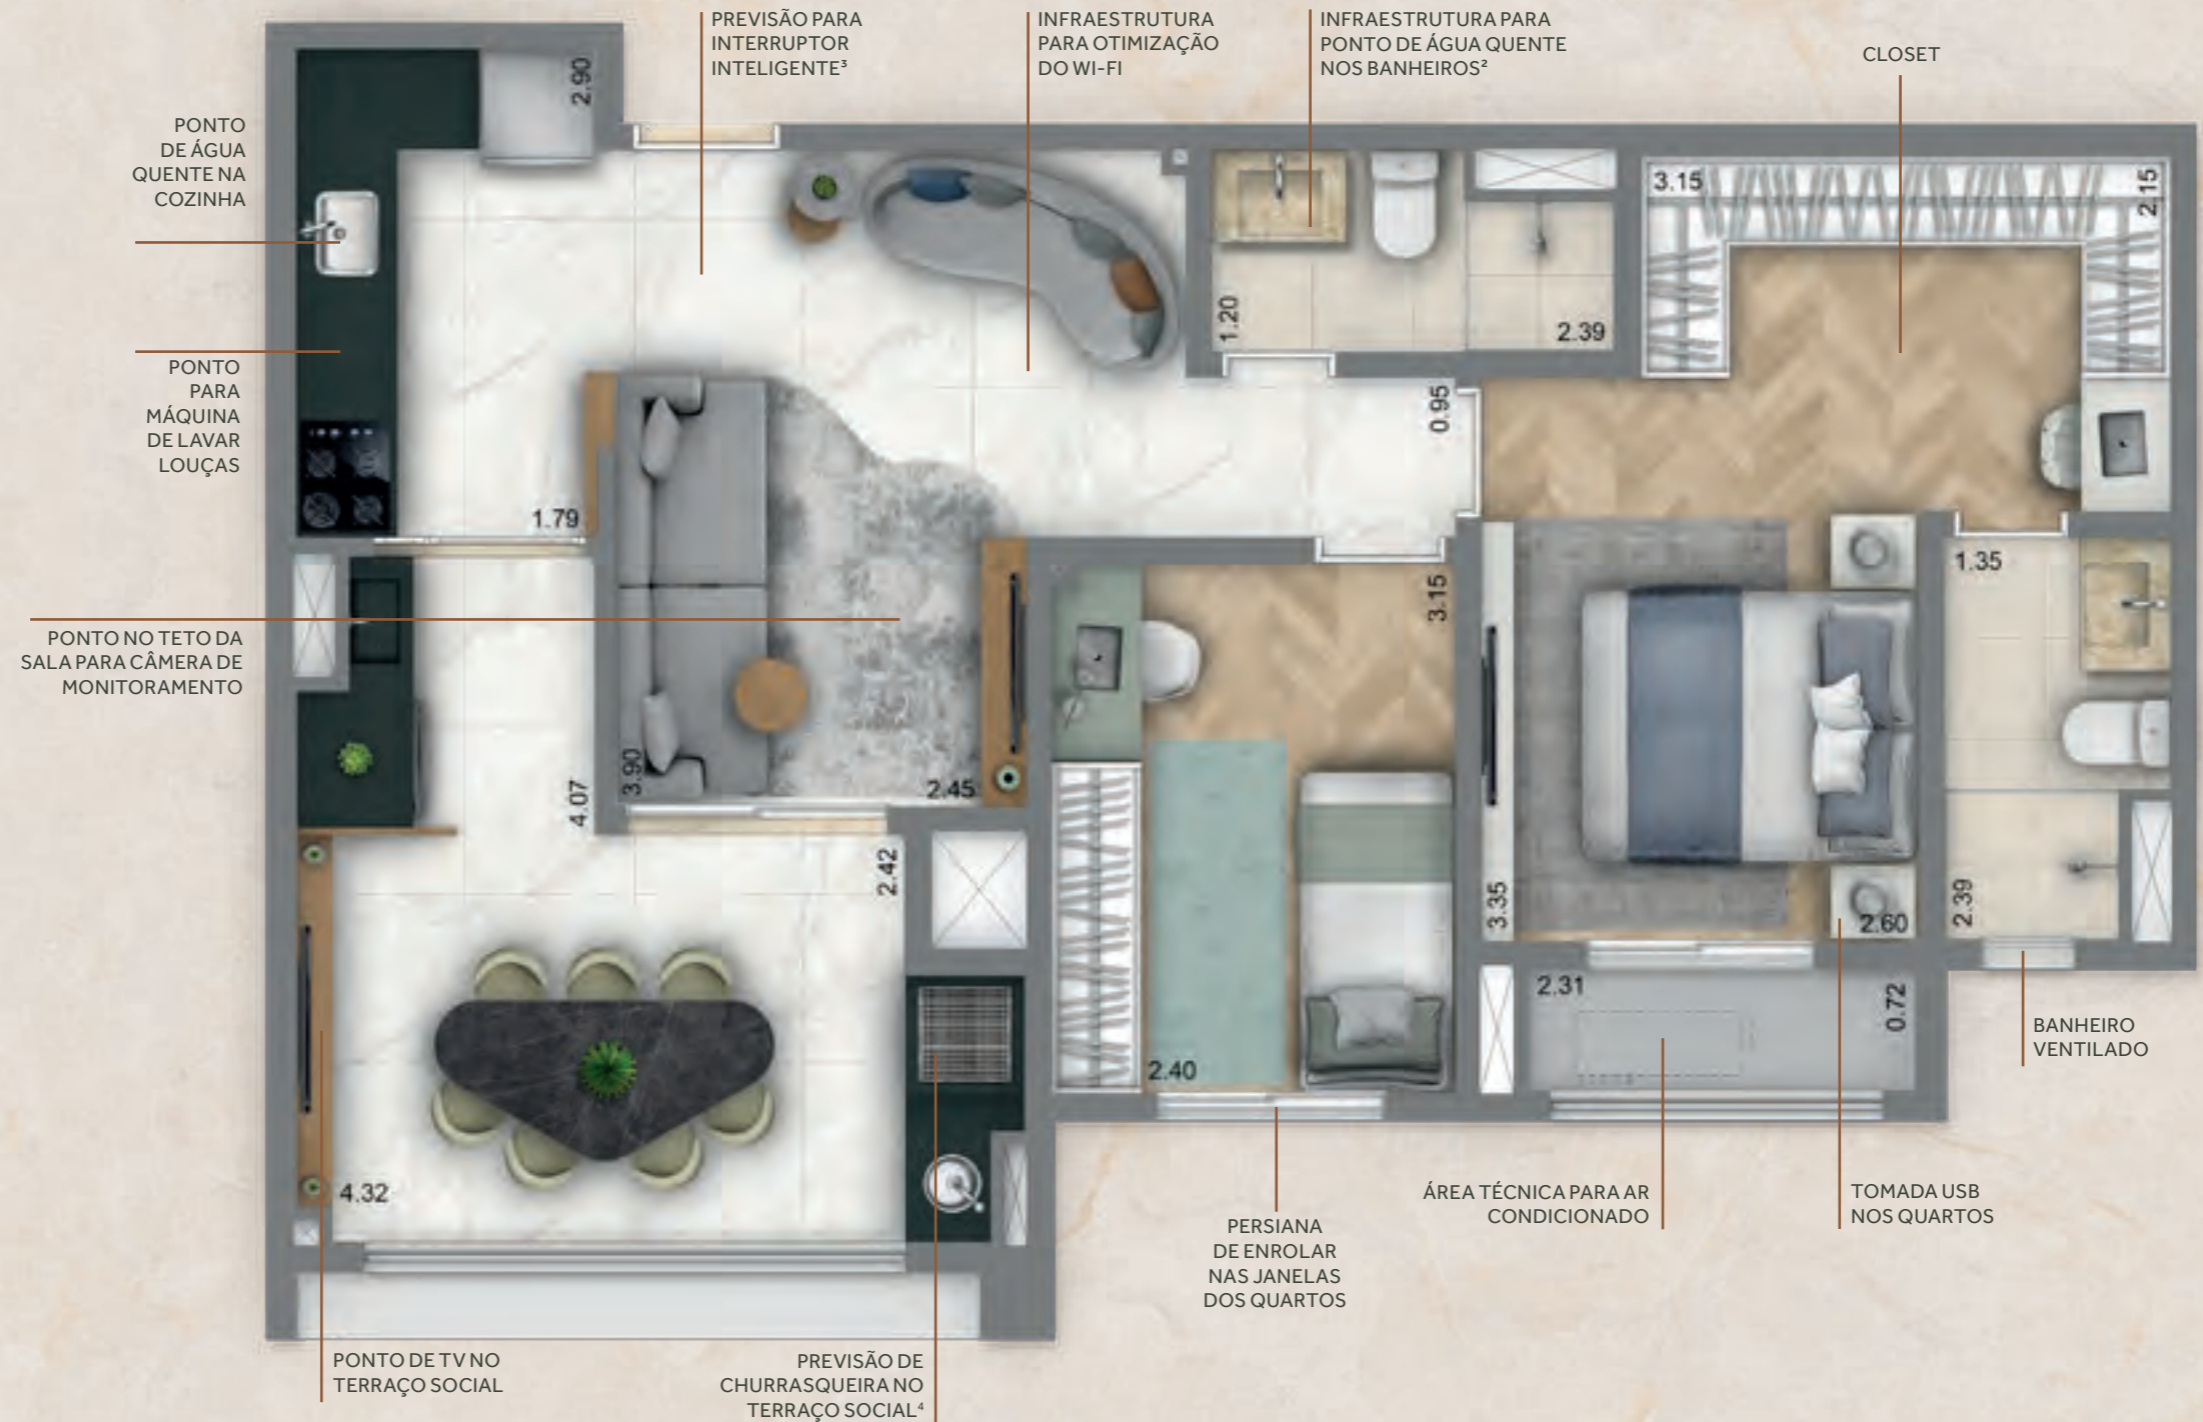 PREVISÃO PARA
INTERRUPTOR
INTELIGENTE³
INFRAESTRUTURA
PARA OTIMIZAÇÃO
DO WI-FI
INFRAESTRUTURA PARA
PONTO DE ÁGUA QUENTE
NOS BANHEIROS²
CLOSET
PONTO
DE ÁGUA
QUENTE NA
COZINHA
2.90
3.15
2.15
1.20
2.39
PONTO
PARA
MÁQUINA
DE LAVAR
LOUÇAS
0.95
1.79
1.35
3.15
PONTO NO TETO DA
SALA PARA CÂMERA DE
MONITORAMENTO
3.90
2.45
4.07
2.42
3.35
2.60
2.39
2.31
0.72
2.40
4.32
BANHEIRO
VENTILADO
PERSIANA
DE ENROLAR
NAS JANELAS
DOS QUARTOS
ÁREA TÉCNICA PARA AR
CONDICIONADO
TOMADA USB
NOS QUARTOS
PONTO DE TV NO
TERRAÇO SOCIAL
PREVISÃO DE
CHURRASQUEIRA NO
TERRAÇO SOCIAL⁴